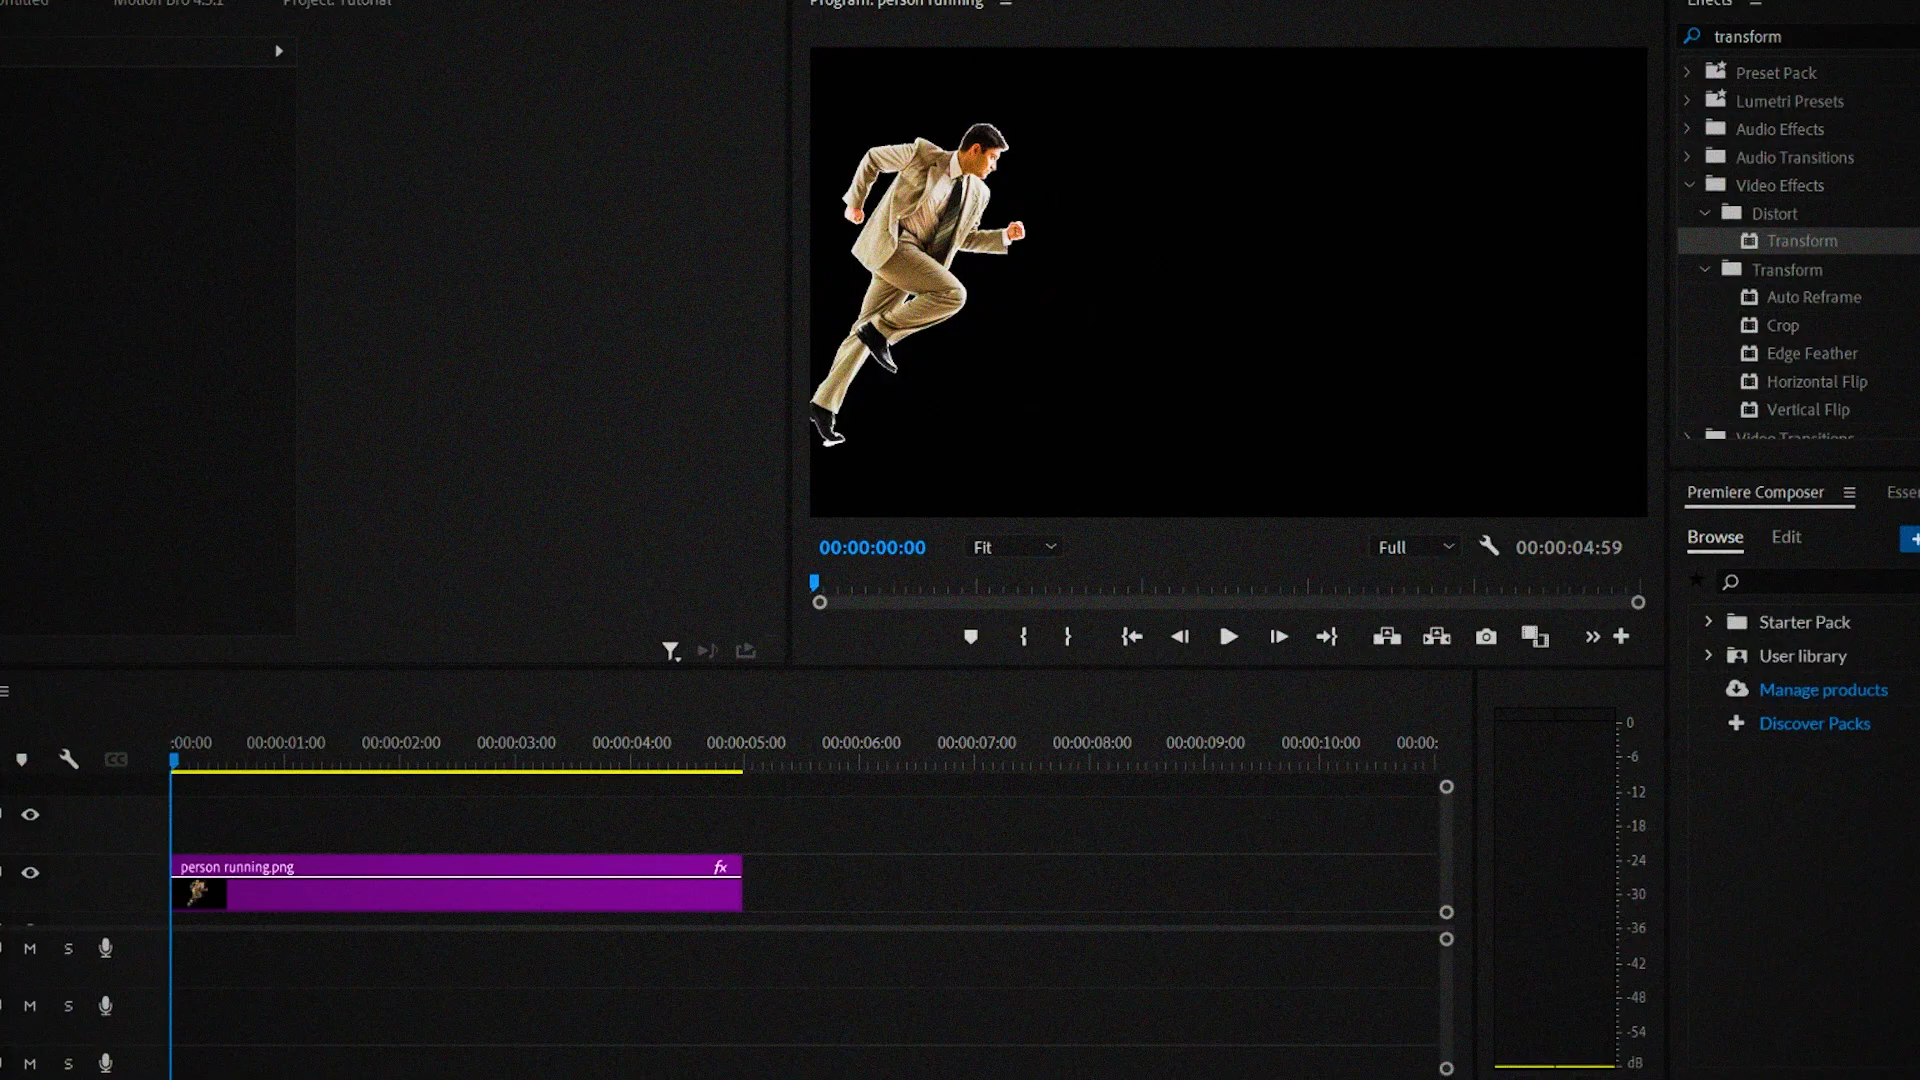 Untitled
Motion Bro 4.3.1
Project: Tutorial
Program: person running
Effects
transform
Preset Pack
Lumetri Presets
Audio Effects
Audio Transitions
Video Effects
Distort
Transform
Transform
Auto Reframe
Crop
Edge Feather
Horizontal Flip
Vertical Flip
Video Transitions
00:00:00:00
Fit
Full
00:00:04:59
Premiere Composer
Esse
Browse
Edit
Starter Pack
User library
Manage products
Discover Packs
:00:00
00:00:01:00
00:00:02:00
00:00:03:00
00:00:04:00
00:00:05:00
00:00:06:00
00:00:07:00
00:00:08:00
00:00:09:00
00:00:10:00
00:00:
CC
person running.png
fx
M S
M S
M S
0
-6
-12
-18
-24
-30
-36
-42
-48
-54
dB